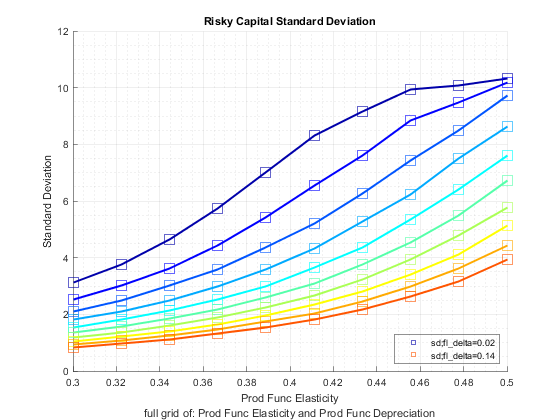 Risky Capital Standard Deviation
12
10
8
6
4
2
0
Standard Deviation
sd;fl_delta=0.02
sd;fl_delta=0.14
0.3 0.32 0.34 0.36 0.38 0.4 0.42 0.44 0.46 0.48 0.5
Prod Func Elasticity
full grid of: Prod Func Elasticity and Prod Func Depreciation